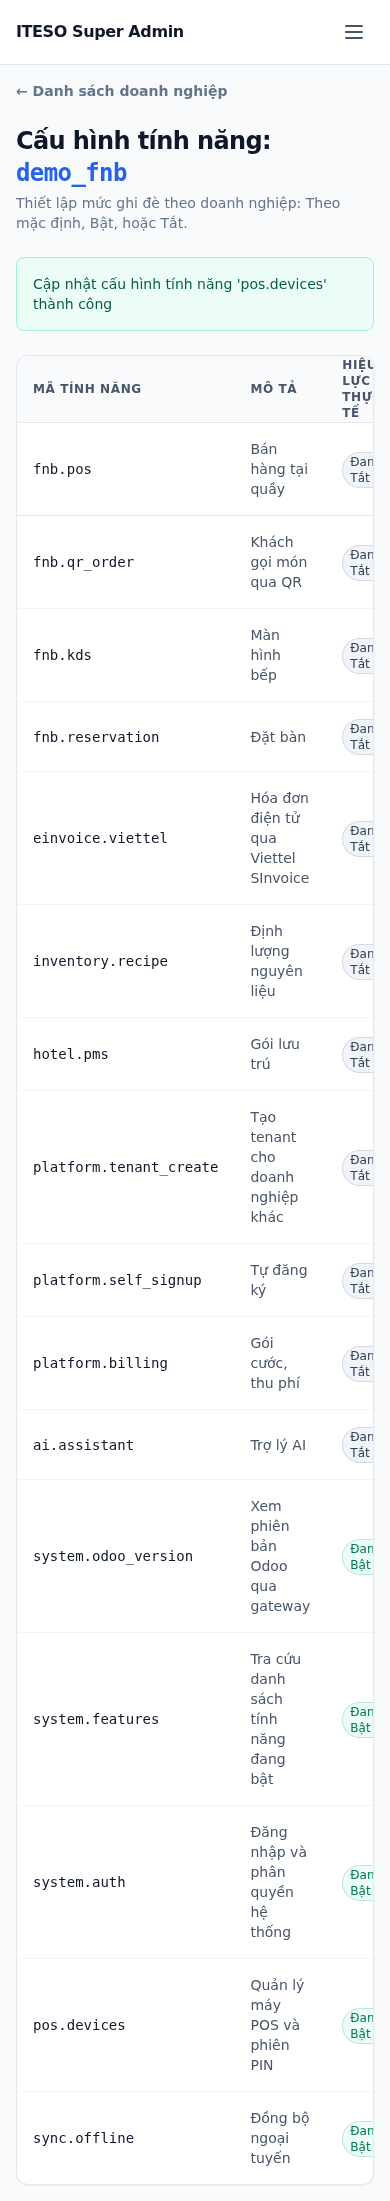 ITESO Super Admin
← Danh sách doanh nghiệp
Cấu hình tính năng:
demo_fnb
Thiết lập mức ghi đè theo doanh nghiệp: Theo
mặc định, Bật, hoặc Tắt.
Cập nhật cấu hình tính năng 'pos.devices'
thành công
MÃ TÍNH NĂNG
MÔ TẢ
LỰC
TẾ
fnb.pos
Bán
hàng tại
quầy
Tắt
fnb.qr_order
Khách
gọi món
qua QR
Tắt
fnb.kds
Màn
hình
bếp
Tắt
fnb.reservation
Đặt bàn
Tắt
einvoice.viettel
Hóa đơn
điện tử
qua
Viettel
SInvoice
Tắt
inventory.recipe
Định
lượng
nguyên
liệu
Tắt
hotel.pms
Gói lưu
trú
Tắt
platform.tenant_create
Tạo
tenant
cho
doanh
nghiệp
khác
Tắt
platform.self_signup
Tự đăng
ký
Tắt
platform.billing
Gói
cước,
thu phí
Tắt
ai.assistant
Trợ lý AI
Tắt
system.odoo_version
Xem
phiên
bản
Odoo
qua
gateway
Bật
system.features
Tra cứu
danh
sách
tính
năng
đang
bật
Bật
system.auth
Đăng
nhập và
phân
quyền
hệ
thống
Bật
pos.devices
Quản lý
máy
POS và
phiên
PIN
Bật
sync.offline
Đồng bộ
ngoại
tuyến
Bật